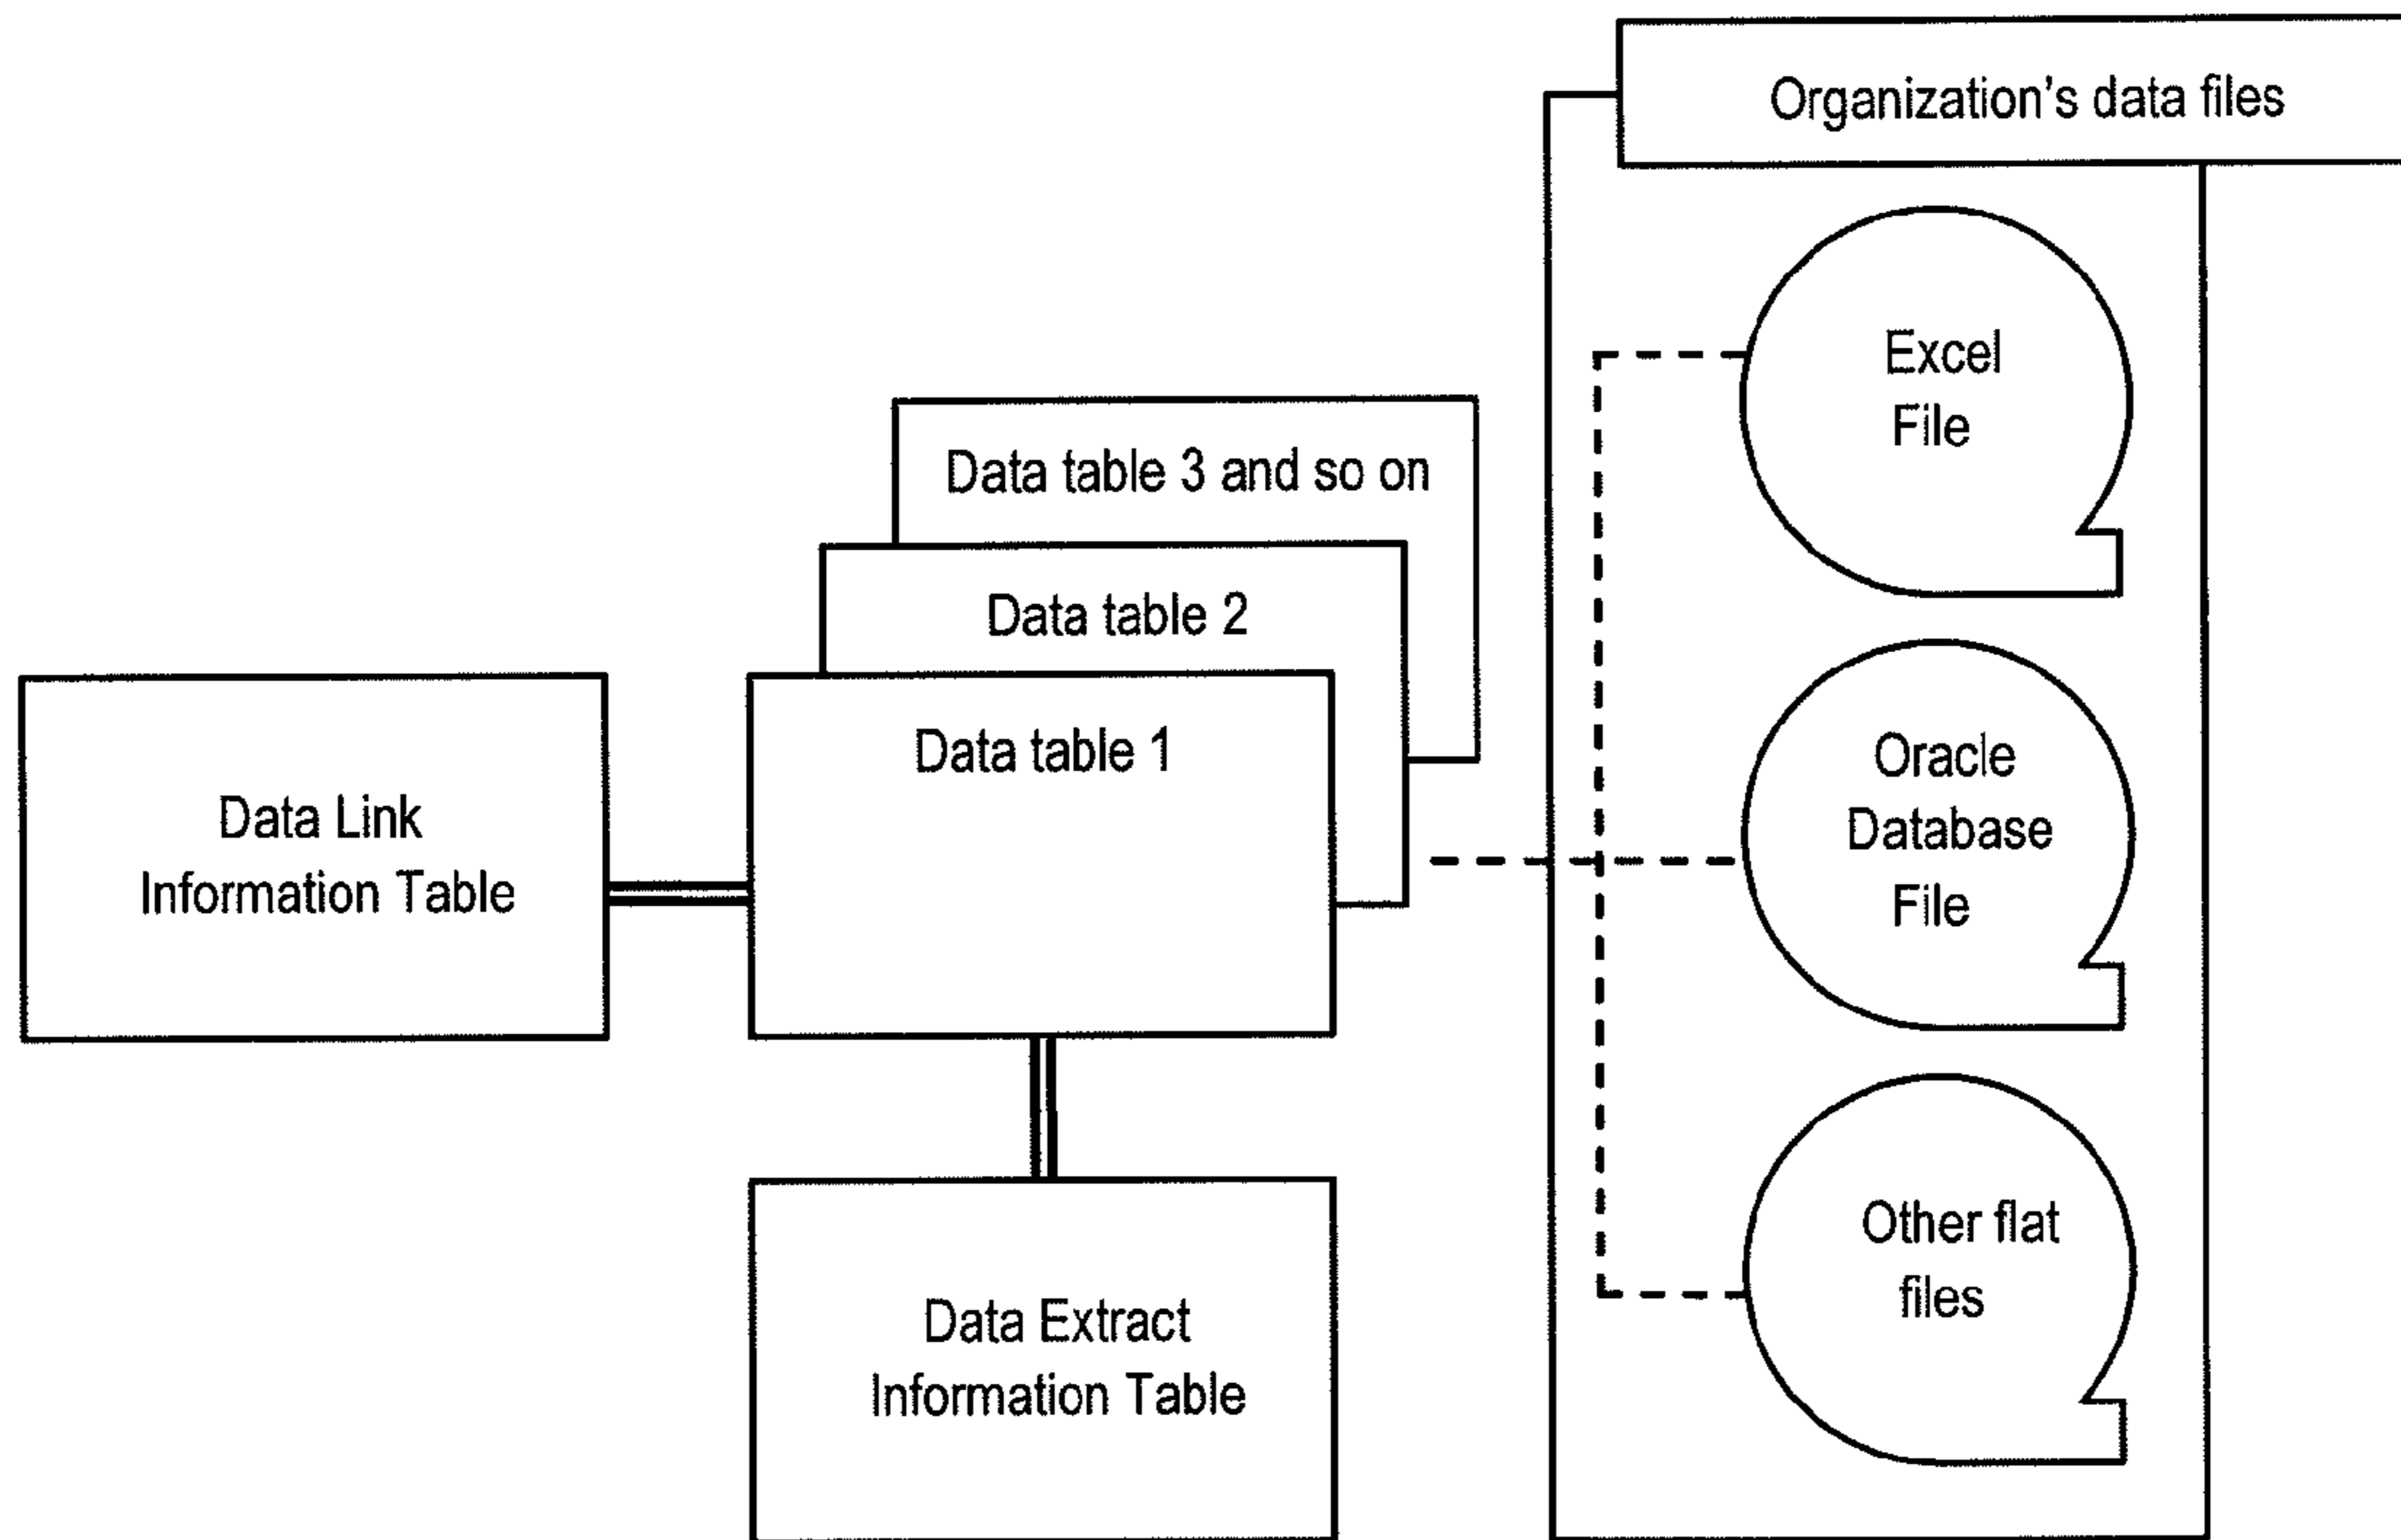 Organization's data files
Excel
File
Data table 3 and so on
Data table 2
Data table 1
Oracle
Database
File
Data Link
Information Table
Other flat
files
Data Extract
Information Table